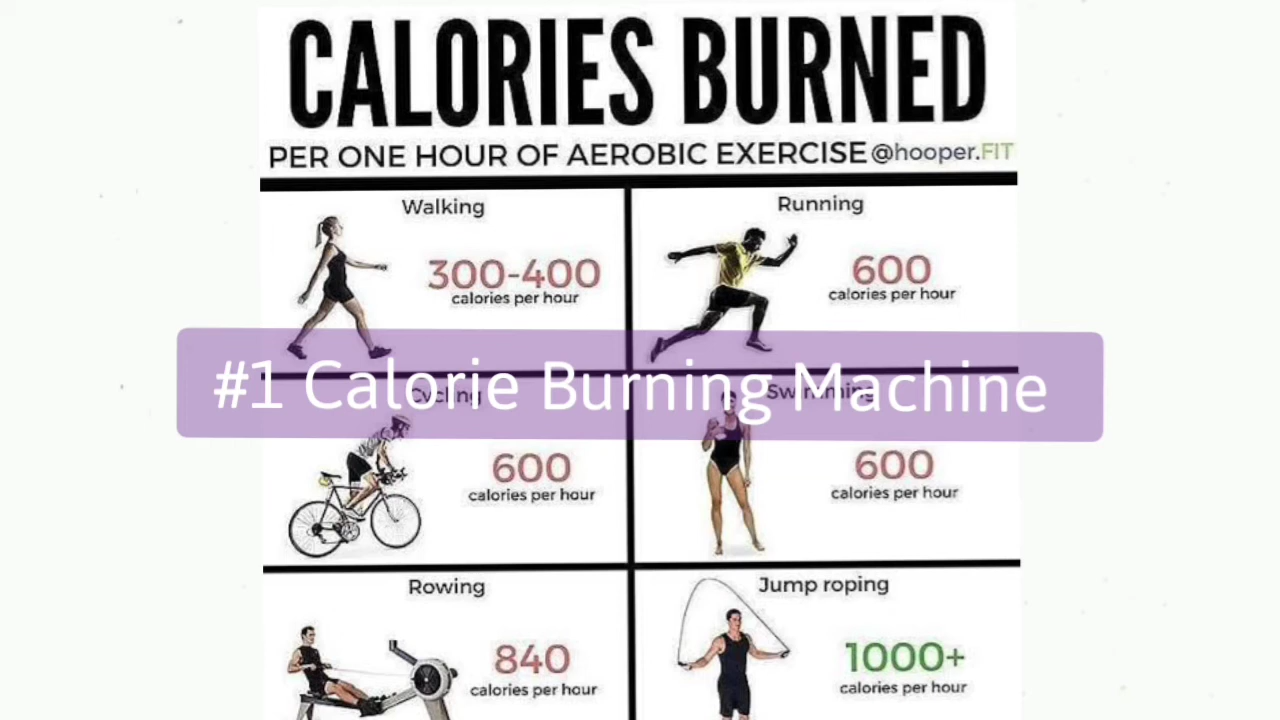 CALORIES BURNED
PER ONE HOUR OF AEROBIC EXERCISE @hooper.FIT
Walking
300-400
calories per hour
Running
600
calories per hour
#1 Calorie Burning Machine
Cycling
600
calories per hour
Swimming
600
calories per hour
Rowing
840
calories per hour
Jump roping
1000+
calories per hour